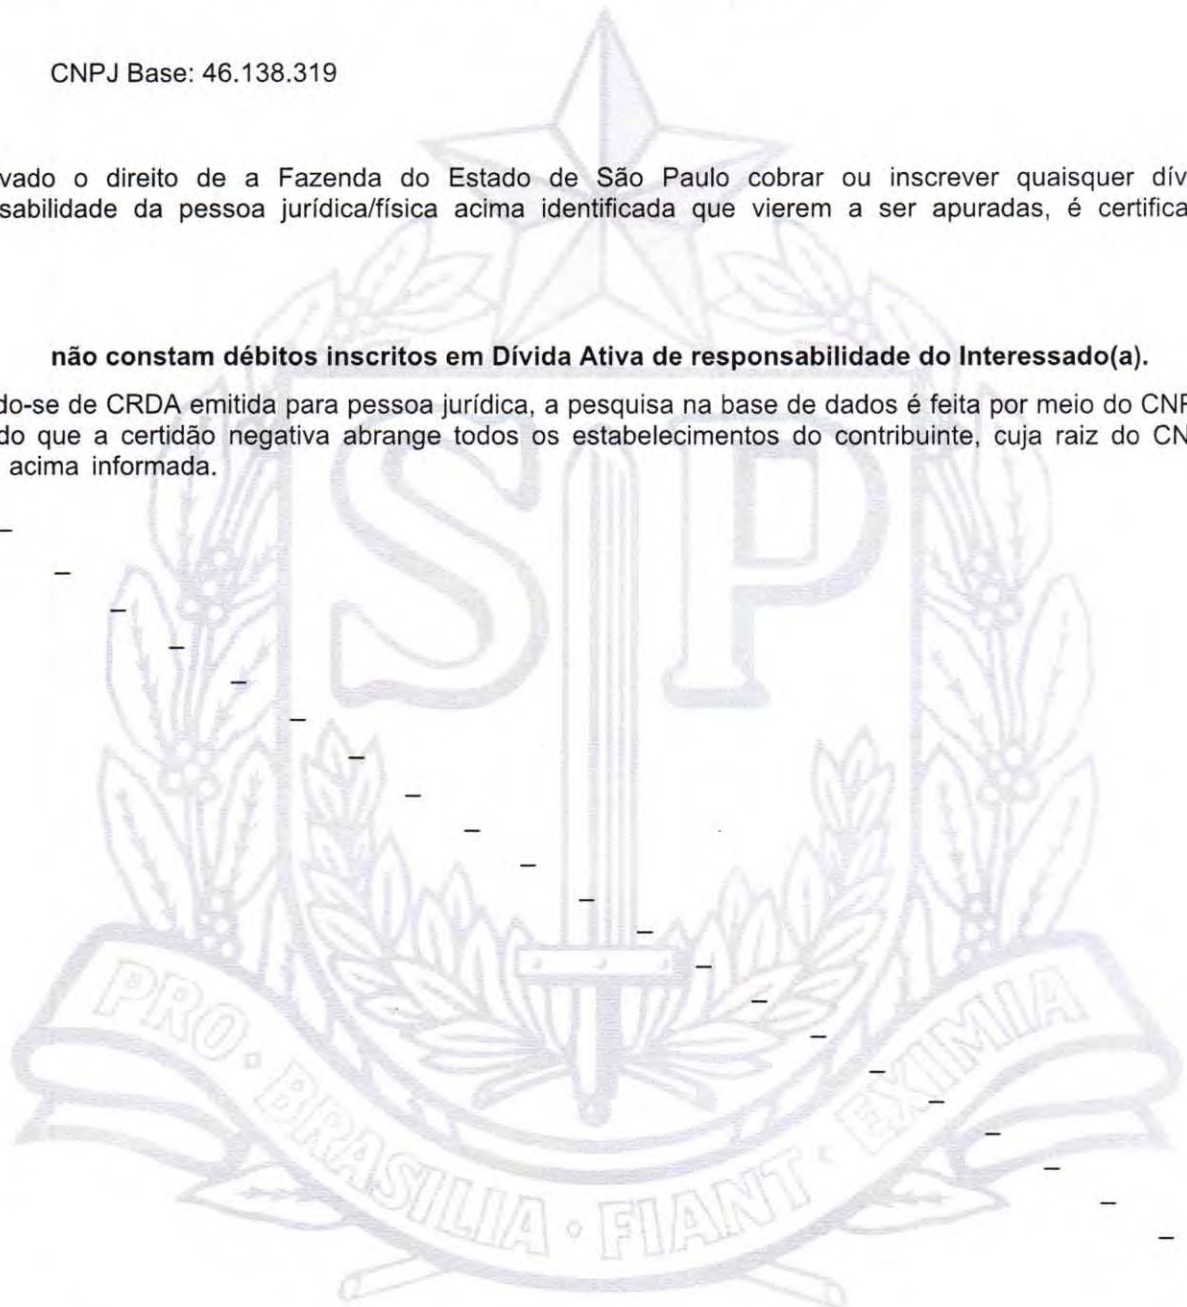 CNPJ Base: 46.138.319
vado o direito de a Fazenda do Estado de São Paulo cobrar ou inscrever quaisquer dív
sabilidade da pessoa jurídica/física acima identificada que vierem a ser apuradas, é certifica
não constam débitos inscritos em Dívida Ativa de responsabilidade do Interessado(a).
do-se de CRDA emitida para pessoa jurídica, a pesquisa na base de dados é feita por meio do CNP
do que a certidão negativa abrange todos os estabelecimentos do contribuinte, cuja raiz do CN
acima informada.
SP
PRO · BRASILIA · FIANT · EXIMIA